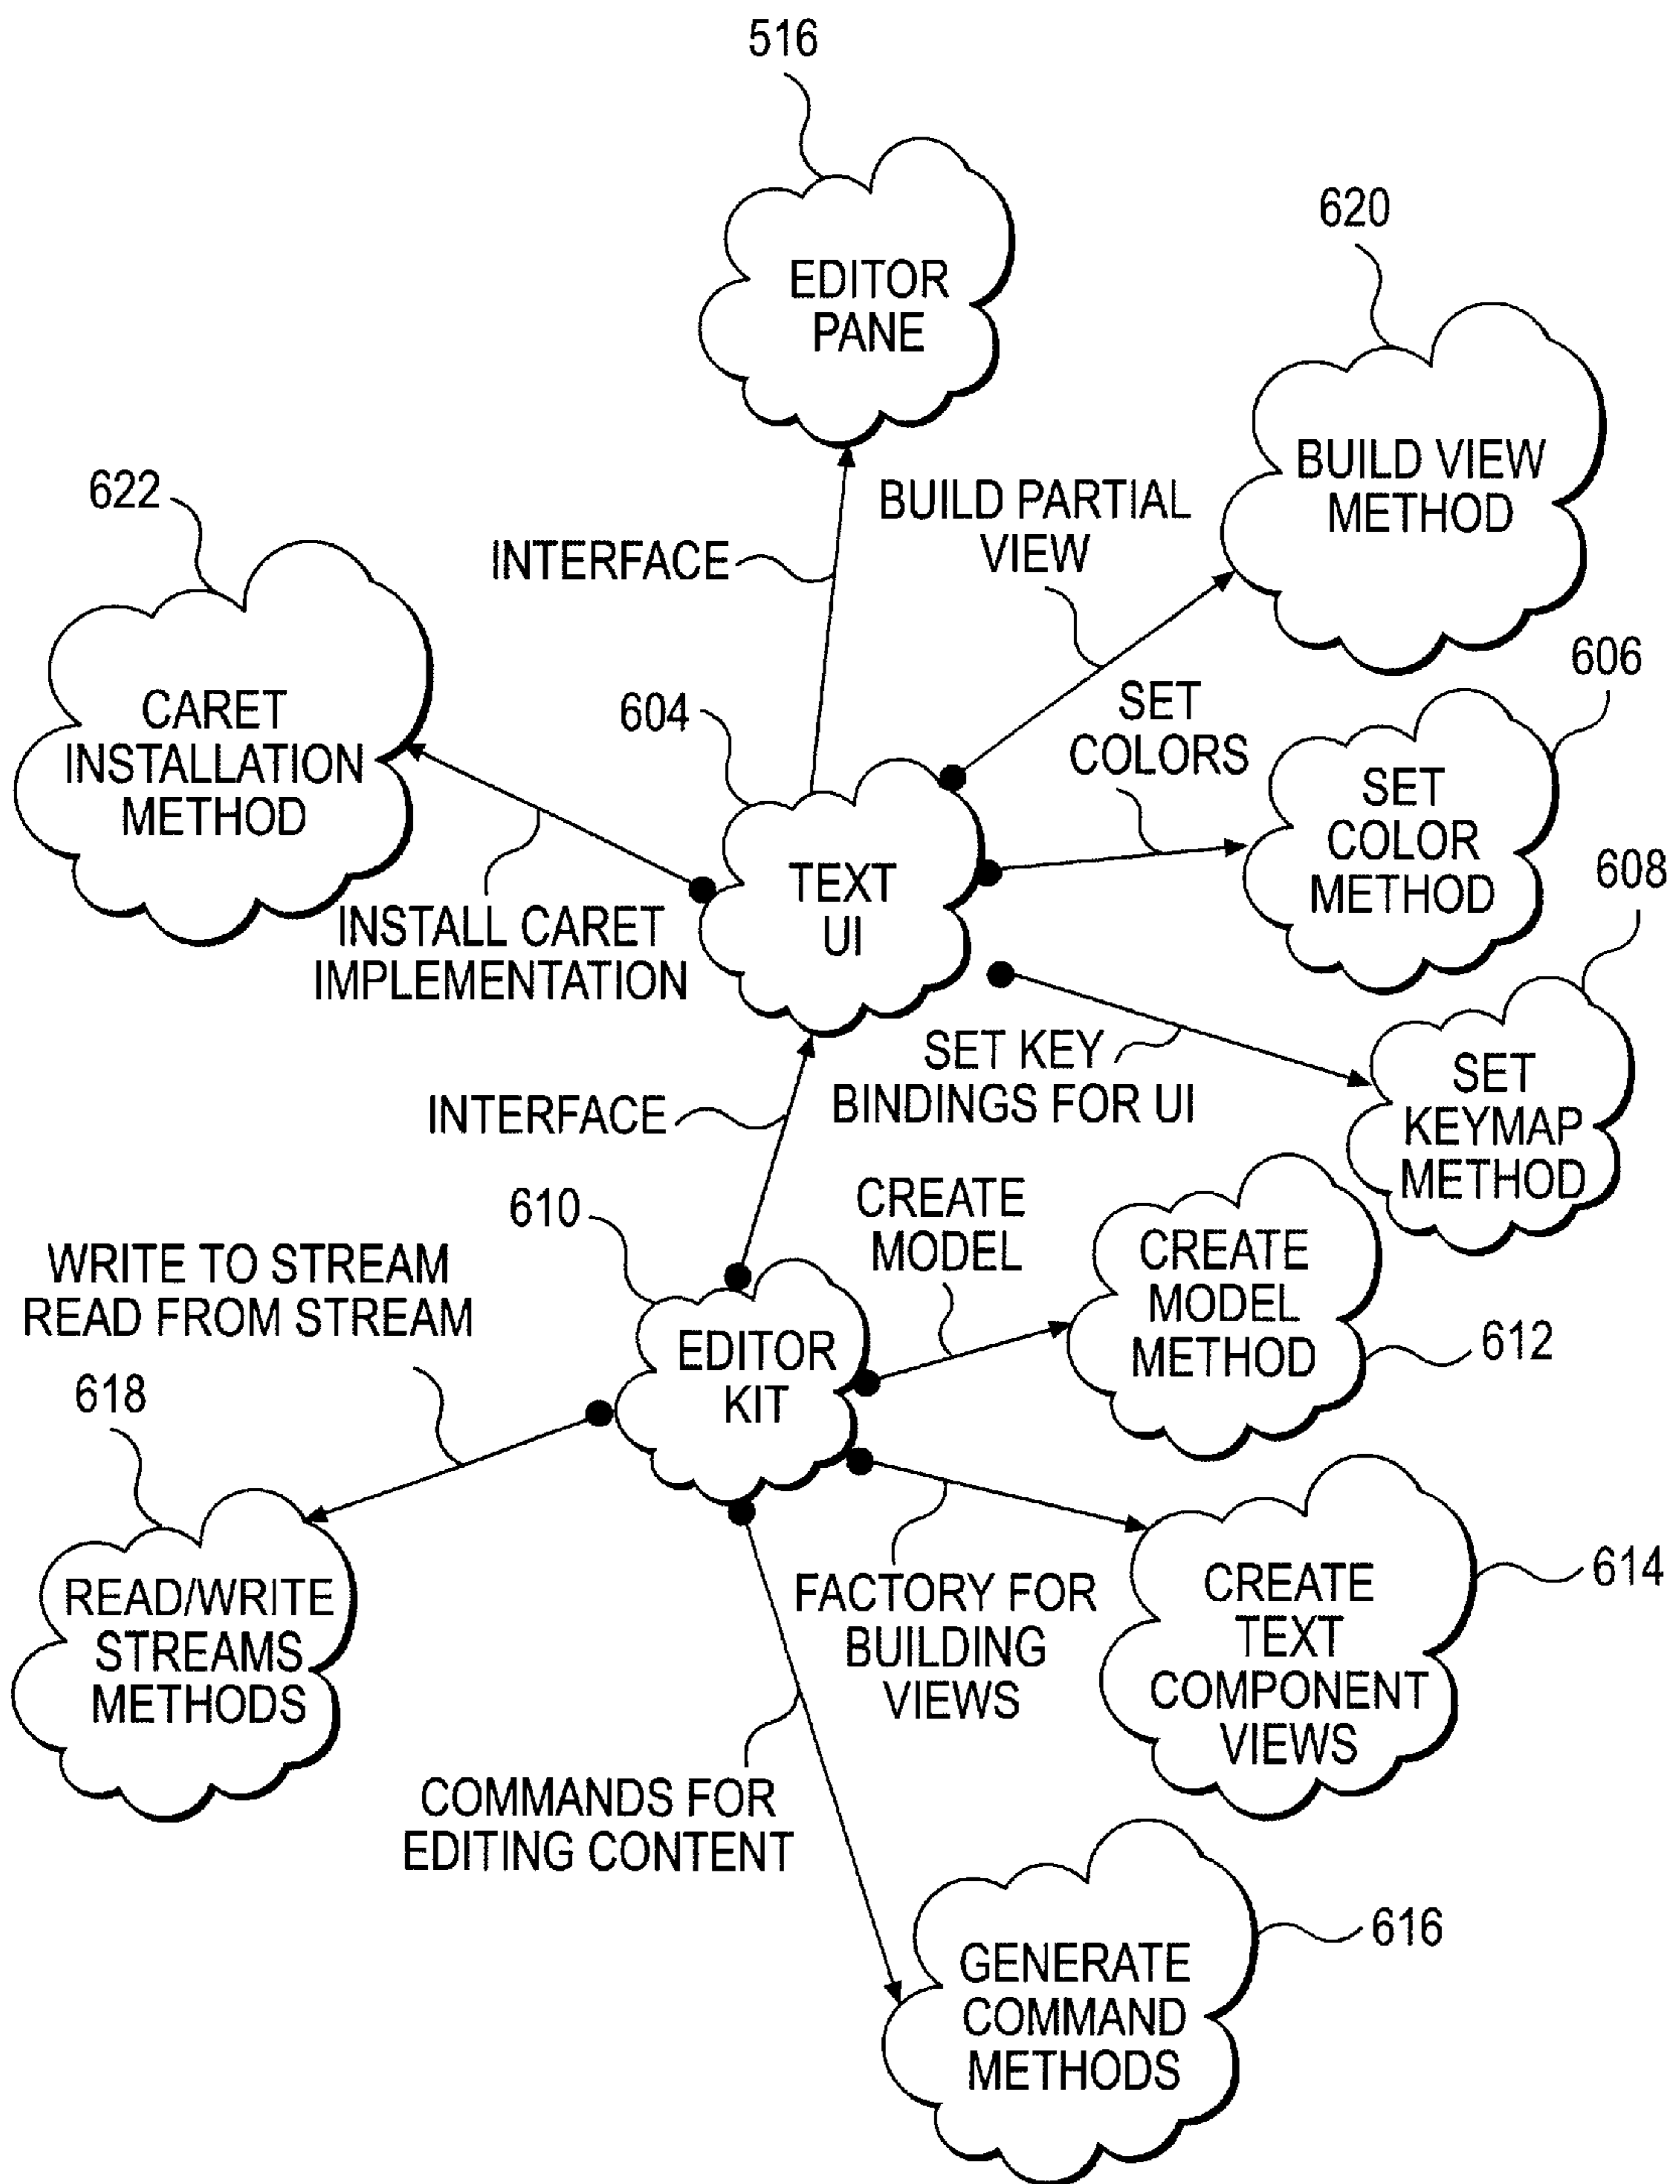 516
EDITOR
PANE
620
BUILD VIEW
METHOD
BUILD PARTIAL
VIEW
622
INTERFACE
606
CARET
INSTALLATION
METHOD
604
SET
COLORS
SET
COLOR
METHOD
608
TEXT
UI
INSTALL CARET
IMPLEMENTATION
SET KEY
BINDINGS FOR UI
SET
KEYMAP
METHOD
INTERFACE
610
CREATE
MODEL
CREATE
MODEL
METHOD
612
WRITE TO STREAM
READ FROM STREAM
EDITOR
KIT
618
READ/WRITE
STREAMS
METHODS
FACTORY FOR
BUILDING
VIEWS
CREATE
TEXT
COMPONENT
VIEWS
614
COMMANDS FOR
EDITING CONTENT
616
GENERATE
COMMAND
METHODS